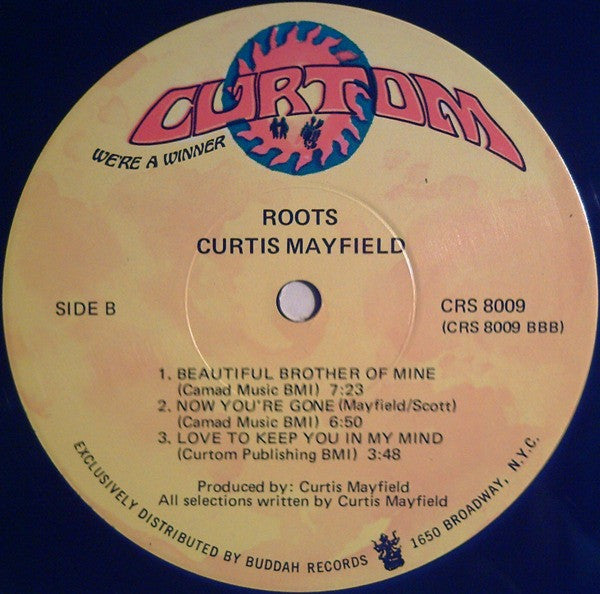 CURTOM
WE'RE A WINNER
ROOTS
CURTIS MAYFIELD
SIDE B
CRS 8009
(CRS 8009 BBB)
1. BEAUTIFUL BROTHER OF MINE
(Camad Music BMI) 7:23
2. NOW YOU'RE GONE (Mayfield/Scott)
(Camad Music BMI) 6:50
3. LOVE TO KEEP YOU IN MY MIND
(Curtom Publishing BMI) 3:48
Produced by: Curtis Mayfield
All selections written by Curtis Mayfield
EXCLUSIVELY DISTRIBUTED BY BUDDAH RECORDS 1650 BROADWAY, N.Y.C.